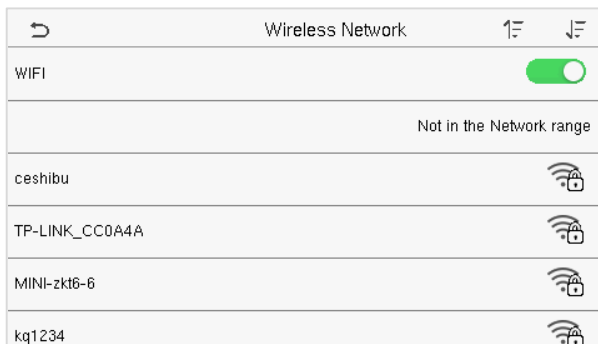 Wireless Network
WIFI
Not in the Network range
ceshibu
TP-LINK_CC0A4A
MINI-zkt6-6
kq1234